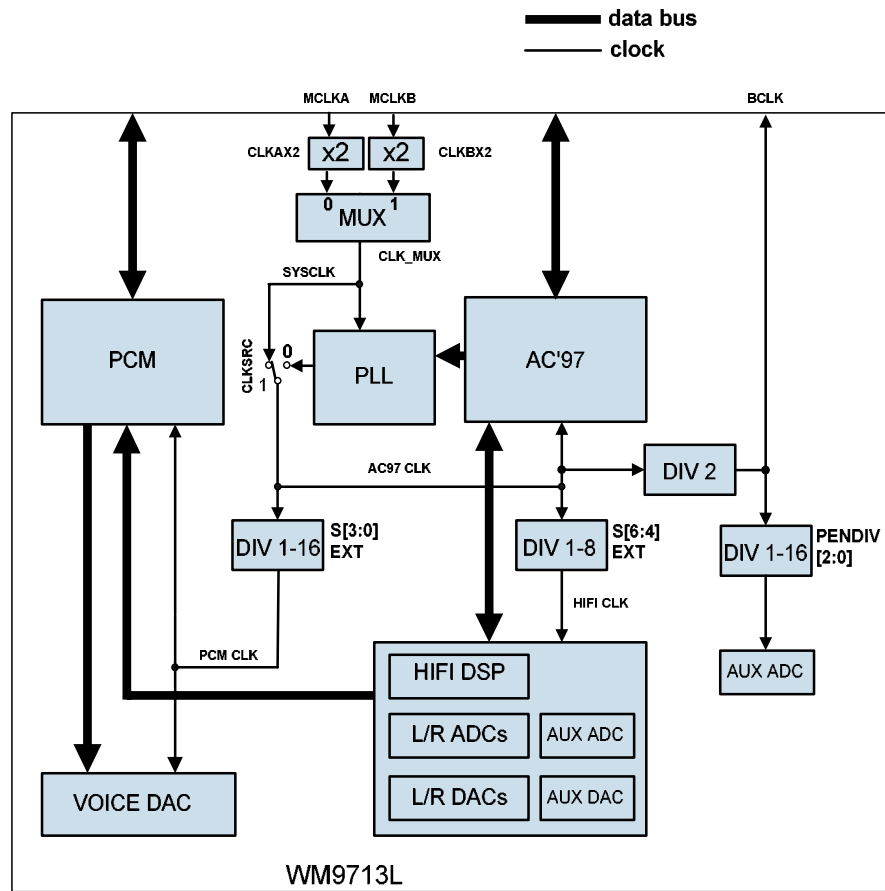 data bus
clock
MCLKA MCLKB BCLK
CLKAX2 x2 x2 CLKBX2
0 1
MUX
CLK_MUX
SYSCLK
PCM
CLKSRC
0
1
PLL
AC'97
AC97 CLK
DIV 2
DIV 1-16
S[3:0]
EXT
DIV 1-8
S[6:4]
EXT
DIV 1-16
PENDIV
[2:0]
HIFI CLK
PCM CLK
HIFI DSP
AUX ADC
L/R ADCs
AUX ADC
L/R DACs
AUX DAC
VOICE DAC
WM9713L